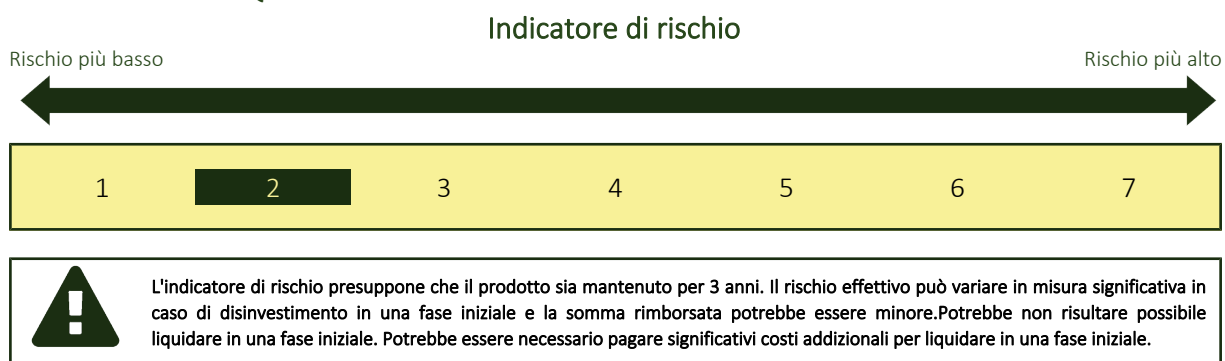 Indicatore di rischio
Rischio più basso
Rischio più alto
1 2 3 4 5 6 7
L'indicatore di rischio presuppone che il prodotto sia mantenuto per 3 anni. Il rischio effettivo può variare in misura significativa in
caso di disinvestimento in una fase iniziale e la somma rimborsata potrebbe essere minore.Potrebbe non risultare possibile
liquidare in una fase iniziale. Potrebbe essere necessario pagare significativi costi addizionali per liquidare in una fase iniziale.